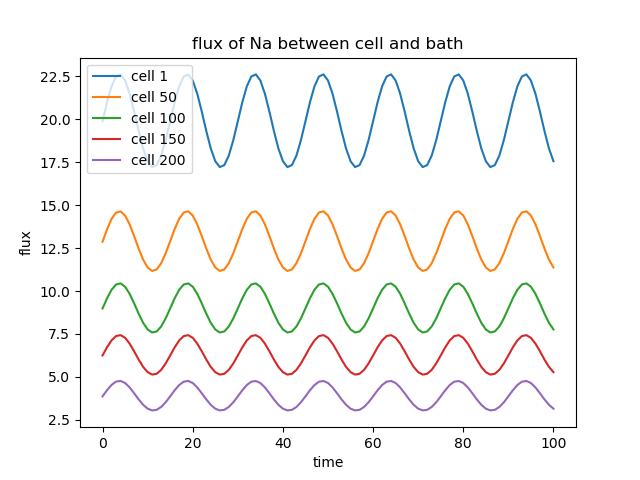 flux of Na between cell and bath
cell 1
cell 50
cell 100
cell 150
cell 200
22.5
20.0
17.5
15.0
12.5
10.0
7.5
5.0
2.5
flux
0 20 40 60 80 100
time